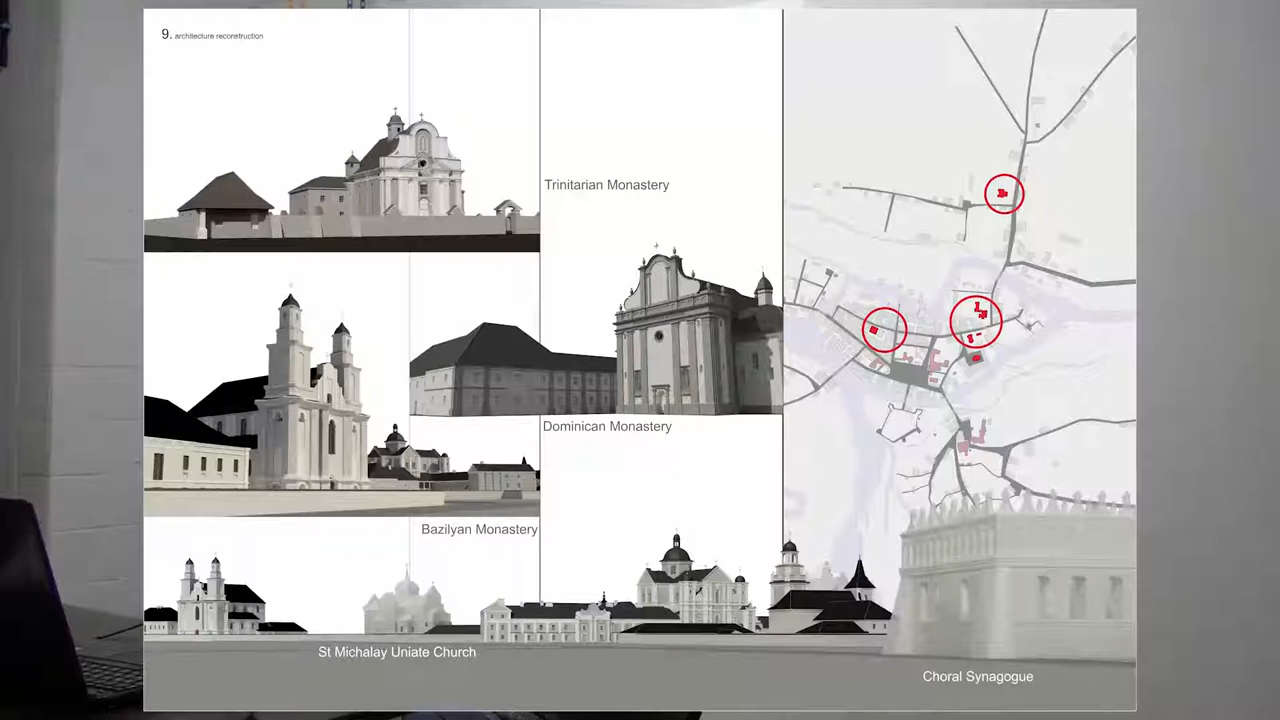 9. architecture reconstruction
Trinitarian Monastery
Dominican Monastery
Bazilyan Monastery
St Michalay Uniate Church
Choral Synagogue